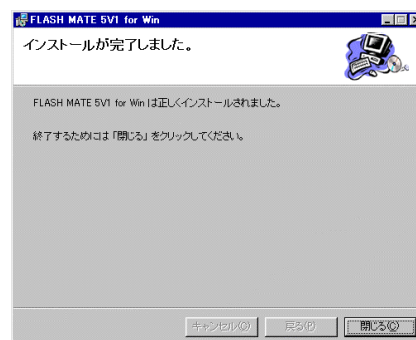 FLASH MATE 5V1 for Win
インストールが完了しました。
FLASH MATE 5V1 for Win は正しくインストールされました。
終了するためには「閉じる」をクリックしてください。
キャンセル(C) 戻る(P) 閉じる(C)